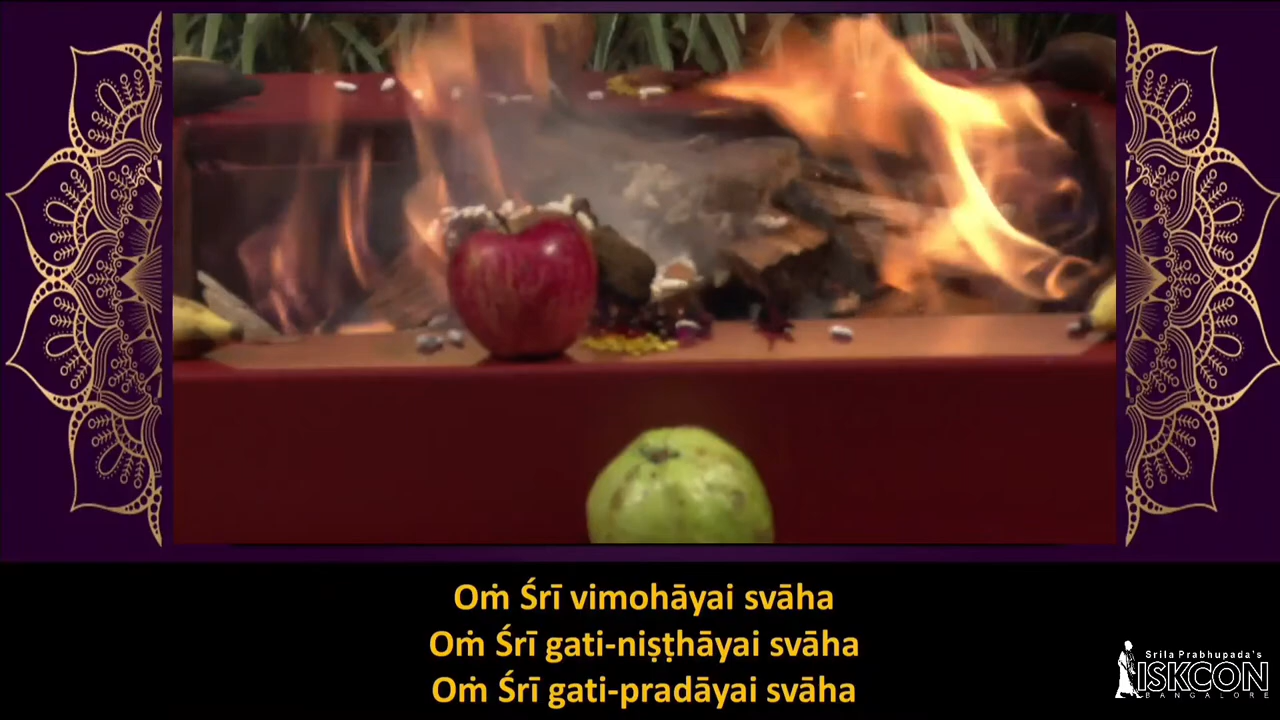 Oṁ Śrī vimohāyai svāha
Oṁ Śrī gati-niṣṭhāyai svāha
Oṁ Śrī gati-pradāyai svāha
Srila Prabhupada's
ISKCON
BANGALORE